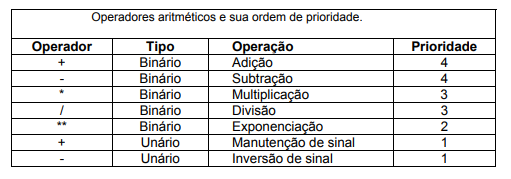 Operadores aritméticos e sua ordem de prioridade.
Operador Tipo Operação Prioridade
+ Binário Adição 4
- Binário Subtração 4
* Binário Multiplicação 3
/ Binário Divisão 3
** Binário Exponenciação 2
+ Unário Manutenção de sinal 1
- Unário Inversão de sinal 1